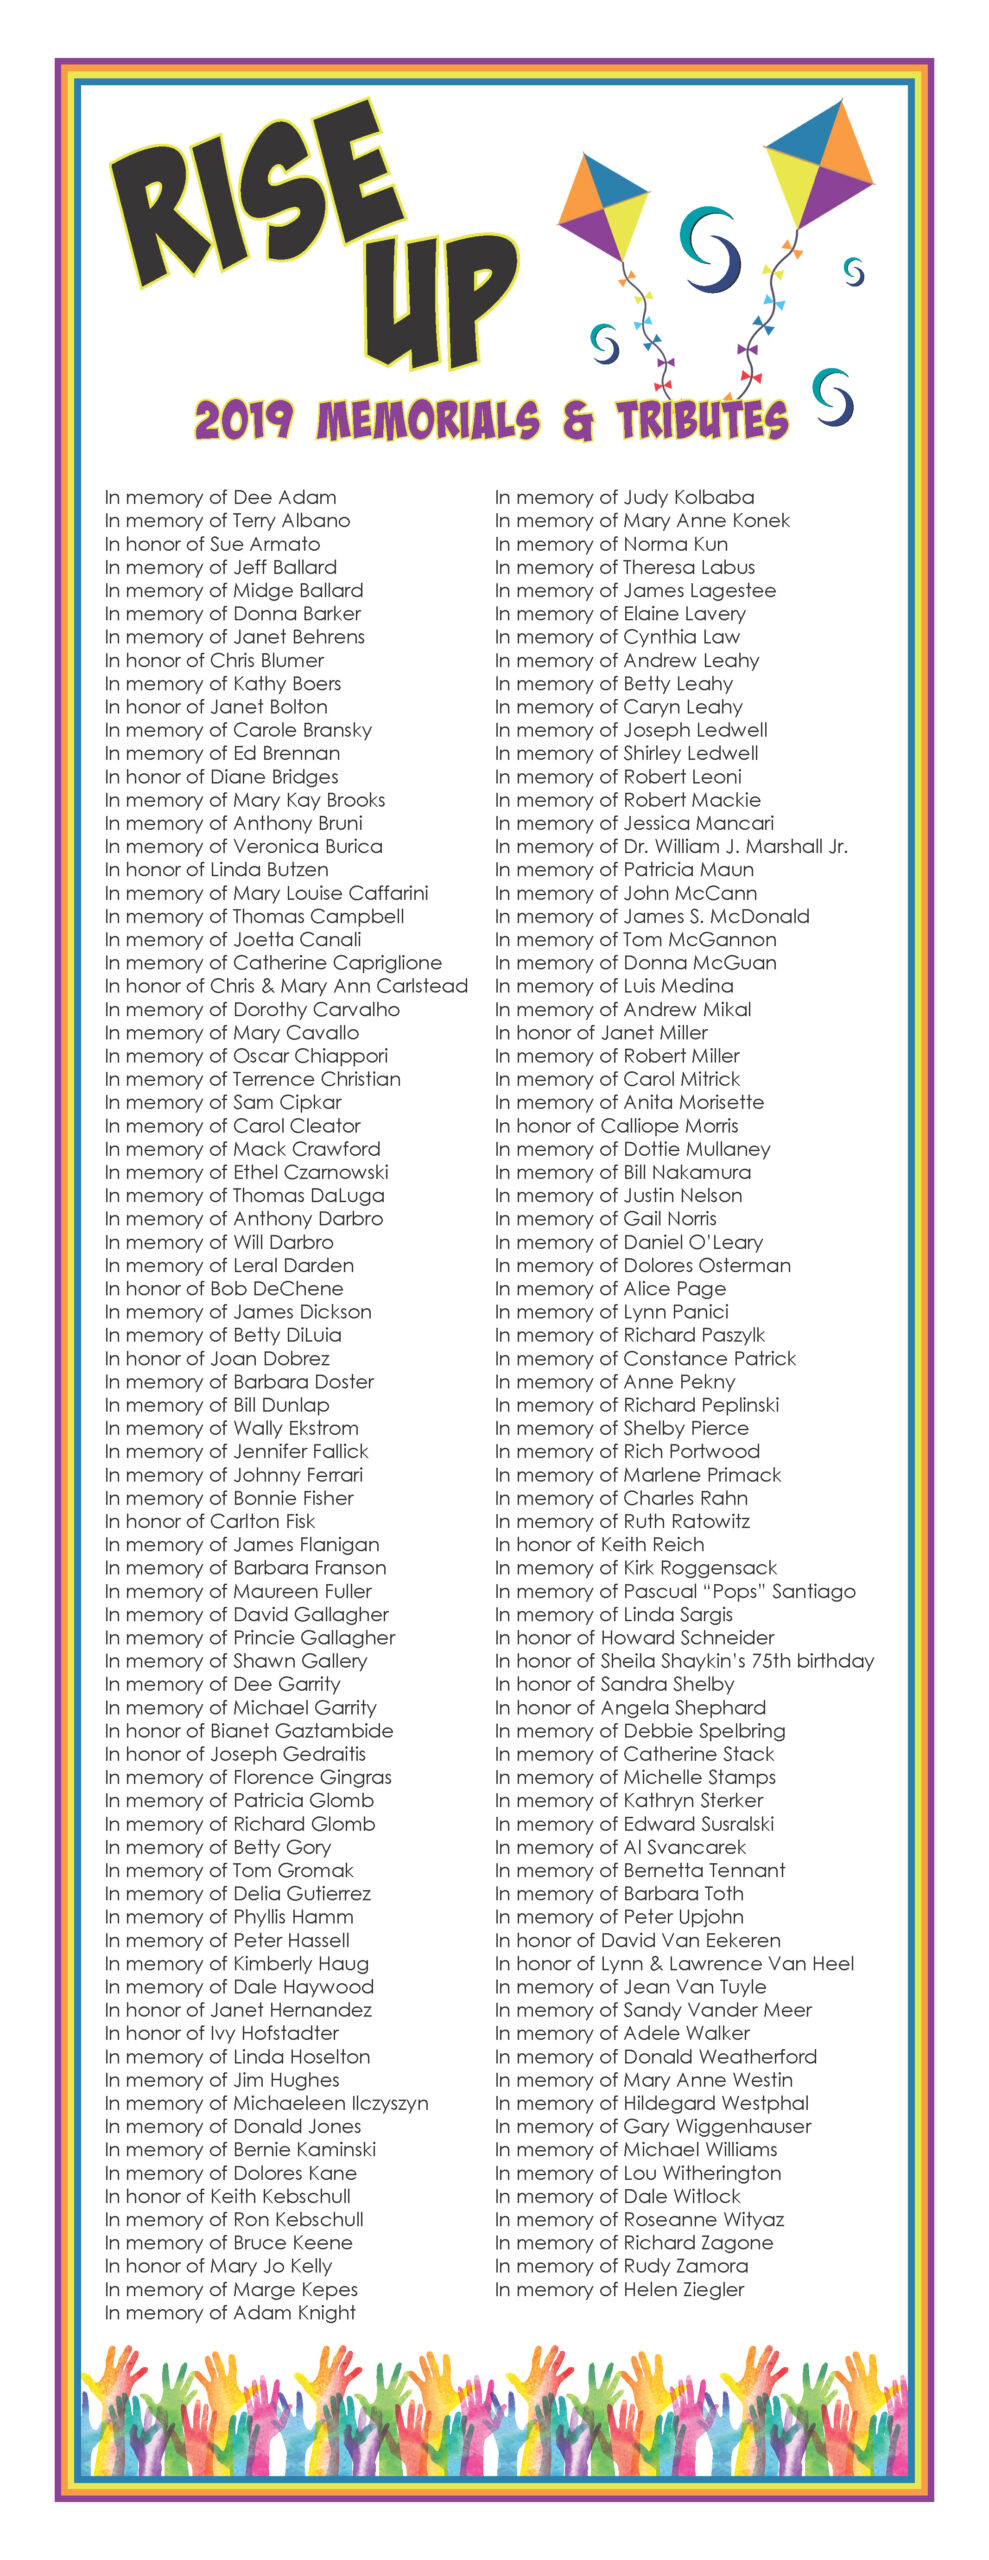 RISE
UP
2019 MEMORIALS & TRIBUTES
In memory of Dee Adam
In memory of Terry Albano
In honor of Sue Armato
In memory of Jeff Ballard
In memory of Midge Ballard
In memory of Donna Barker
In memory of Janet Behrens
In honor of Chris Blumer
In memory of Kathy Boers
In honor of Janet Bolton
In memory of Carole Bransky
In memory of Ed Brennan
In honor of Diane Bridges
In memory of Mary Kay Brooks
In memory of Anthony Bruni
In memory of Veronica Burica
In honor of Linda Butzen
In memory of Mary Louise Caffarini
In memory of Thomas Campbell
In memory of Joetta Canali
In memory of Catherine Capriglione
In honor of Chris & Mary Ann Carlstead
In memory of Dorothy Carvalho
In memory of Mary Cavallo
In memory of Oscar Chiappori
In memory of Terrence Christian
In memory of Sam Cipkar
In memory of Carol Cleator
In memory of Mack Crawford
In memory of Ethel Czarnowski
In memory of Thomas DaLuga
In memory of Anthony Darbro
In memory of Will Darbro
In memory of Leral Darden
In honor of Bob DeChene
In memory of James Dickson
In memory of Betty DiLuia
In honor of Joan Dobrez
In memory of Barbara Doster
In memory of Bill Dunlap
In memory of Wally Ekstrom
In memory of Jennifer Fallick
In memory of Johnny Ferrari
In memory of Bonnie Fisher
In honor of Carlton Fisk
In memory of James Flanigan
In memory of Barbara Franson
In memory of Maureen Fuller
In memory of David Gallagher
In memory of Princie Gallagher
In memory of Shawn Gallery
In memory of Dee Garrity
In memory of Michael Garrity
In honor of Bianet Gaztambide
In honor of Joseph Gedraitis
In memory of Florence Gingras
In memory of Patricia Glomb
In memory of Richard Glomb
In memory of Betty Gory
In memory of Tom Gromak
In memory of Delia Gutierrez
In memory of Phyllis Hamm
In memory of Peter Hassell
In memory of Kimberly Haug
In memory of Dale Haywood
In honor of Janet Hernandez
In honor of Ivy Hofstadter
In memory of Linda Hoselton
In memory of Jim Hughes
In memory of Michaeleen Ilczyszyn
In memory of Donald Jones
In memory of Bernie Kaminski
In memory of Dolores Kane
In honor of Keith Kebschull
In memory of Ron Kebschull
In memory of Bruce Keene
In honor of Mary Jo Kelly
In memory of Marge Kepes
In memory of Adam Knight
In memory of Judy Kolbaba
In memory of Mary Anne Konek
In memory of Norma Kun
In memory of Theresa Labus
In memory of James Lagestee
In memory of Elaine Lavery
In memory of Cynthia Law
In memory of Andrew Leahy
In memory of Betty Leahy
In memory of Caryn Leahy
In memory of Joseph Ledwell
In memory of Shirley Ledwell
In memory of Robert Leoni
In memory of Robert Mackie
In memory of Jessica Mancari
In memory of Dr. William J. Marshall Jr.
In memory of Patricia Maun
In memory of John McCann
In memory of James S. McDonald
In memory of Tom McGannon
In memory of Donna McGuan
In memory of Luis Medina
In memory of Andrew Mikal
In honor of Janet Miller
In memory of Robert Miller
In memory of Carol Mitrick
In memory of Anita Morisette
In honor of Calliope Morris
In memory of Dottie Mullaney
In memory of Bill Nakamura
In memory of Justin Nelson
In memory of Gail Norris
In memory of Daniel O'Leary
In memory of Dolores Osterman
In memory of Alice Page
In memory of Lynn Panici
In memory of Richard Paszylk
In memory of Constance Patrick
In memory of Anne Pekny
In memory of Richard Peplinski
In memory of Shelby Pierce
In memory of Rich Portwood
In memory of Marlene Primack
In memory of Charles Rahn
In memory of Ruth Ratowitz
In honor of Keith Reich
In memory of Kirk Roggensack
In memory of Pascual “Pops” Santiago
In memory of Linda Sargis
In honor of Howard Schneider
In honor of Sheila Shaykin's 75th birthday
In honor of Sandra Shelby
In honor of Angela Shephard
In memory of Debbie Spelbring
In memory of Catherine Stack
In memory of Michelle Stamps
In memory of Kathryn Sterker
In memory of Edward Susralski
In memory of Al Svancarek
In memory of Bernetta Tennant
In memory of Barbara Toth
In memory of Peter Upjohn
In honor of David Van Eekeren
In honor of Lynn & Lawrence Van Heel
In memory of Jean Van Tuyle
In memory of Sandy Vander Meer
In memory of Adele Walker
In memory of Donald Weatherford
In memory of Mary Anne Westin
In memory of Hildegard Westphal
In memory of Gary Wiggenhauser
In memory of Michael Williams
In memory of Lou Witherington
In memory of Dale Witlock
In memory of Roseanne Wityaz
In memory of Richard Zagone
In memory of Rudy Zamora
In memory of Helen Ziegler